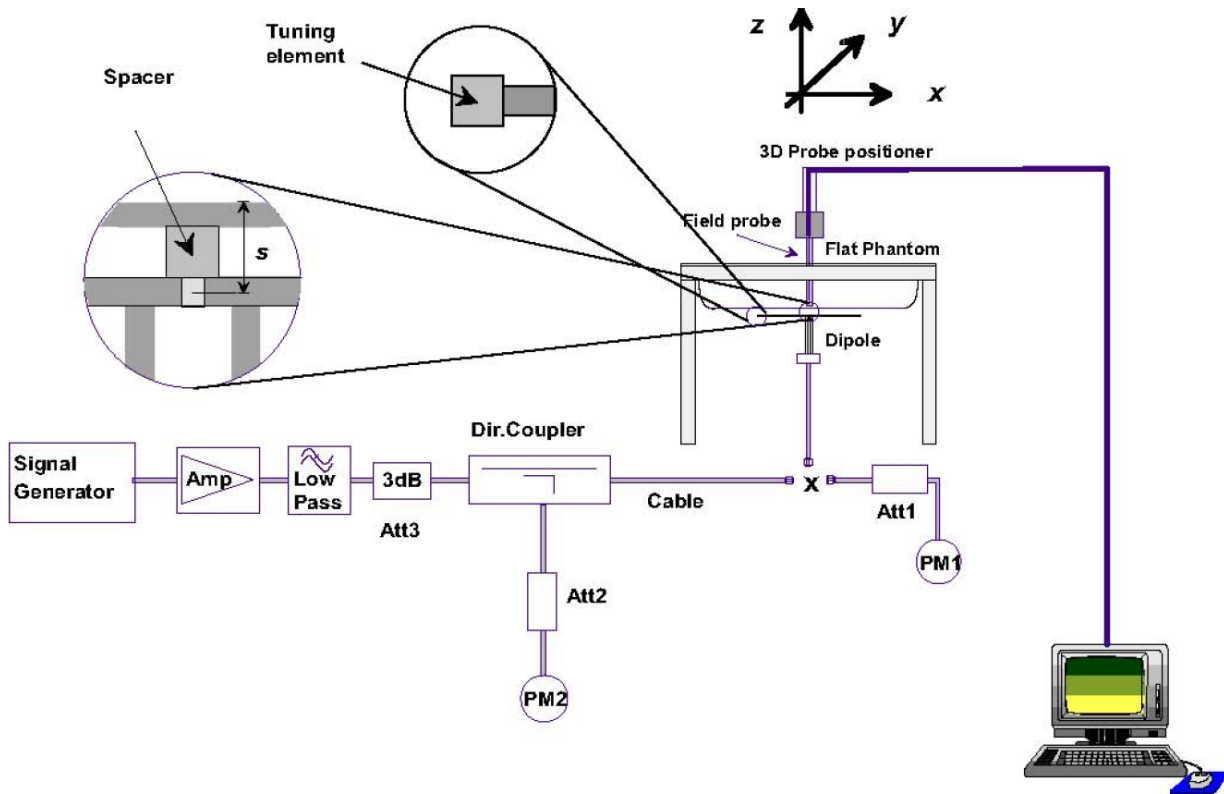 Tuning
element
Spacer
z
y
x
3D Probe positioner
Field probe
Flat Phantom
s
Dipole
Dir.Coupler
Signal
Generator
Amp
Low
Pass
3dB
Att3
Cable
x
Att1
PM1
Att2
PM2